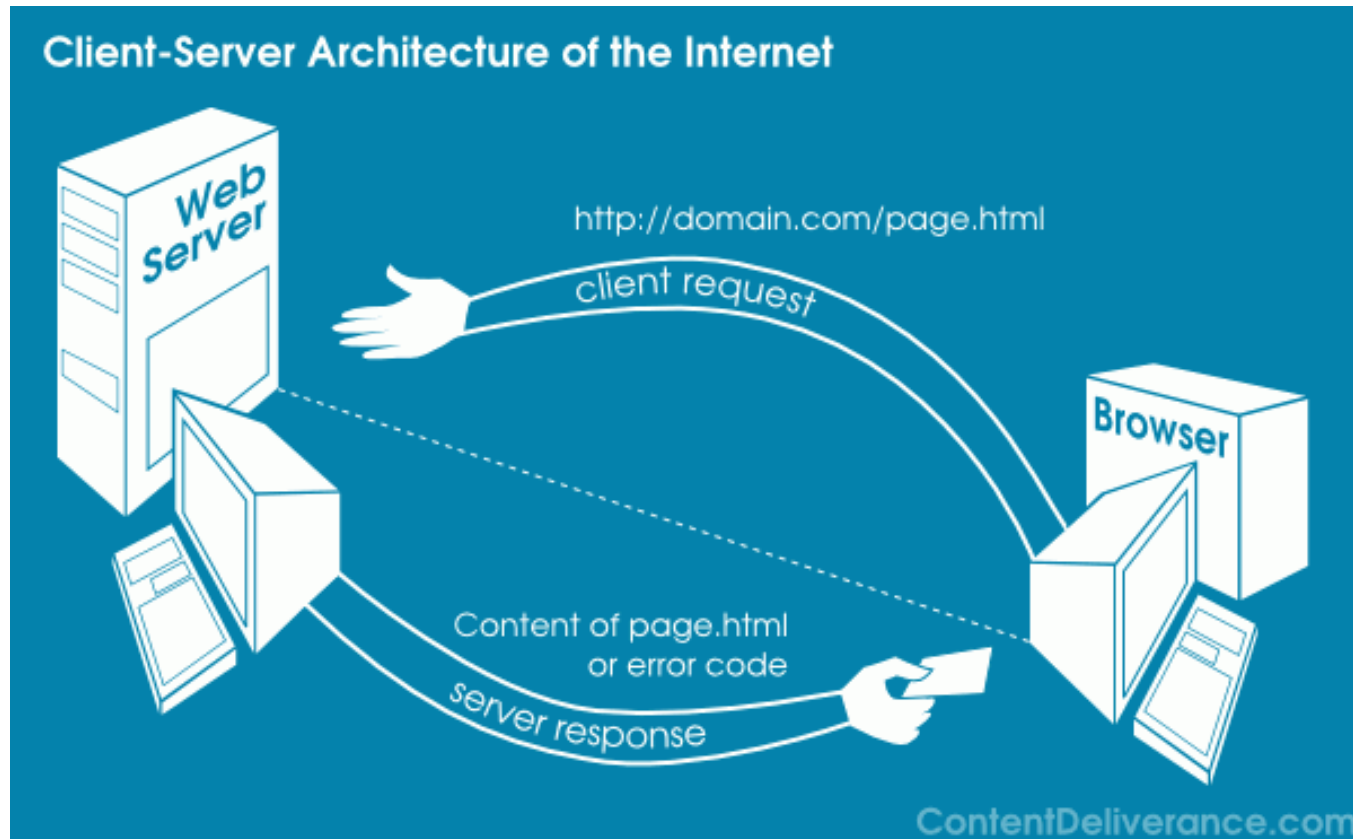 Client-Server Architecture of the Internet
Web
Server
http://domain.com/page.html
client request
Browser
Content of page.html
or error code
server response
ContentDeliverance.com